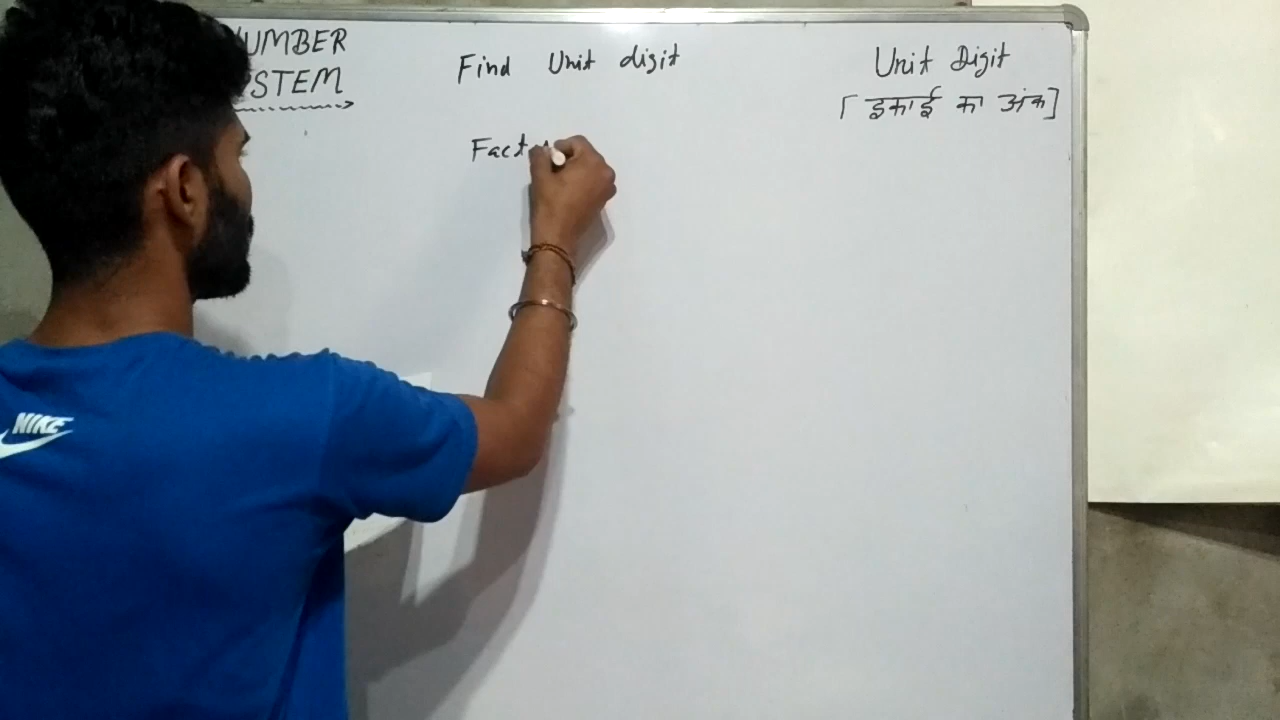 NUMBER
SYSTEM
Find Unit digit
Fact
Unit Digit
[इकाई का अंक]
NIKE